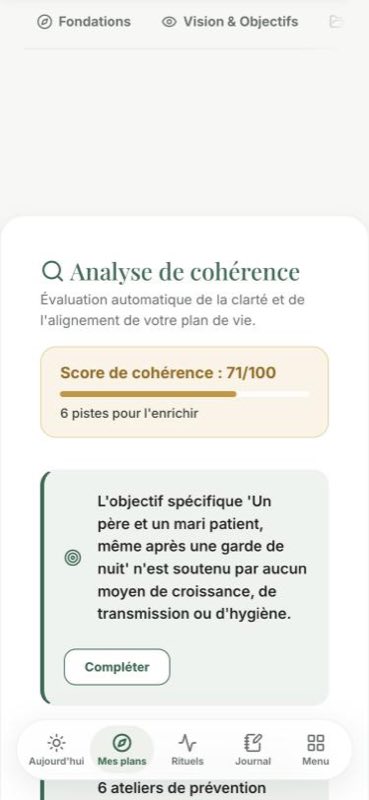 Fondations
Vision & Objectifs
Analyse de cohérence
Évaluation automatique de la clarté et de
l'alignement de votre plan de vie.
Score de cohérence : 71/100
6 pistes pour l'enrichir
L'objectif spécifique 'Un
père et un mari patient,
même après une garde de
nuit' n'est soutenu par aucun
moyen de croissance, de
transmission ou d'hygiène.
Compléter
Aujourd'hui
Mes plans
Rituels
Journal
Menu
6 ateliers de prévention